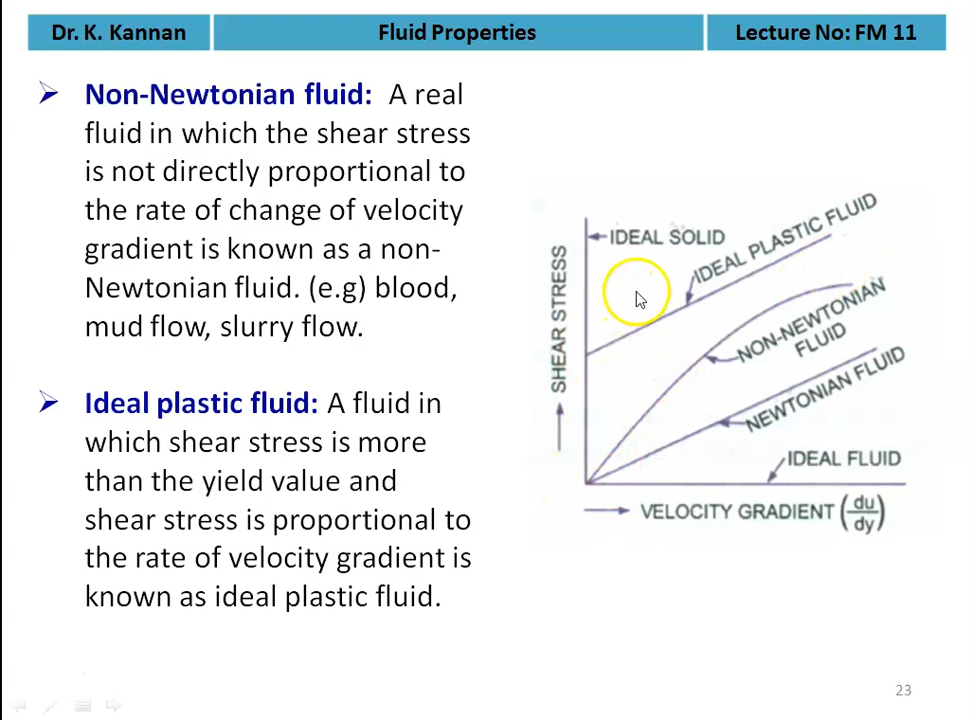 Dr. K. Kannan
Fluid Properties
Lecture No: FM 11
Non-Newtonian fluid: A real
fluid in which the shear stress
is not directly proportional to
the rate of change of velocity
gradient is known as a non-
Newtonian fluid. (e.g) blood,
mud flow, slurry flow.
Ideal plastic fluid: A fluid in
which shear stress is more
than the yield value and
shear stress is proportional to
the rate of velocity gradient is
known as ideal plastic fluid.
SHEAR STRESS
IDEAL SOLID
IDEAL PLASTIC FLUID
NON-NEWTONIAN
FLUID
NEWTONIAN FLUID
IDEAL FLUID
VELOCITY GRADIENT (du/dy)
23